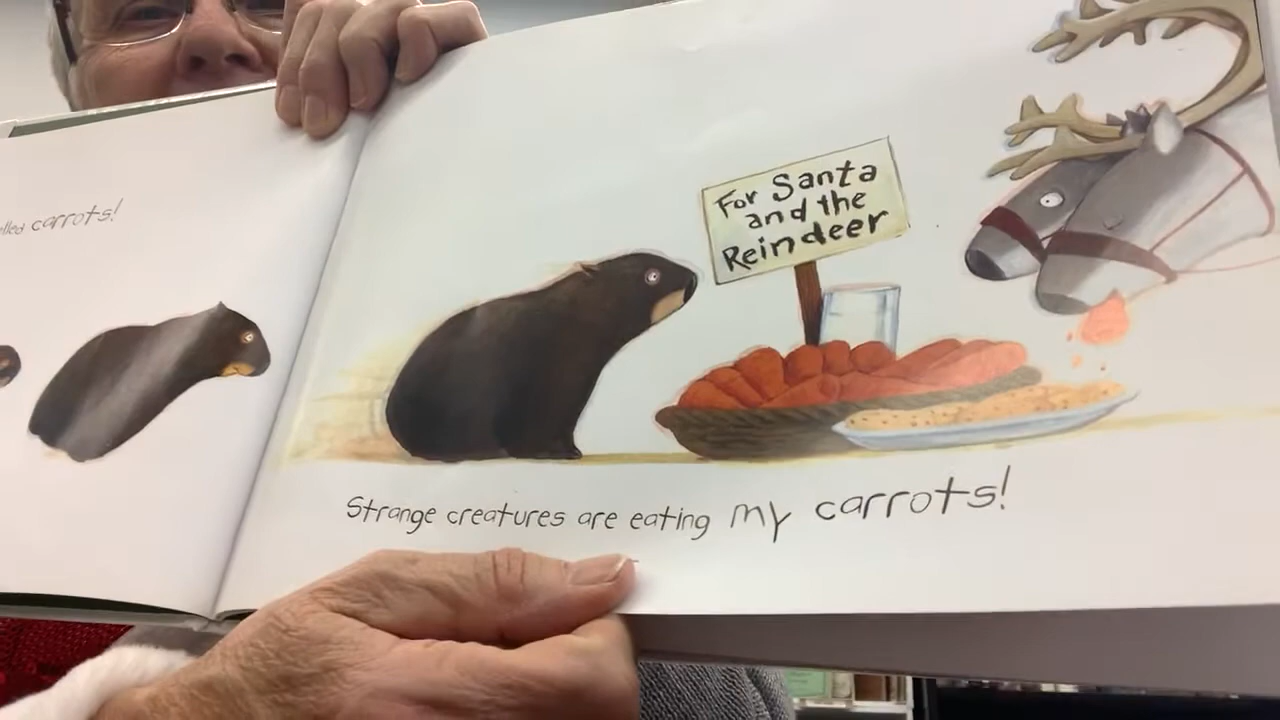 carrots!
For Santa
and the
Reindeer
Strange creatures are eating my carrots!